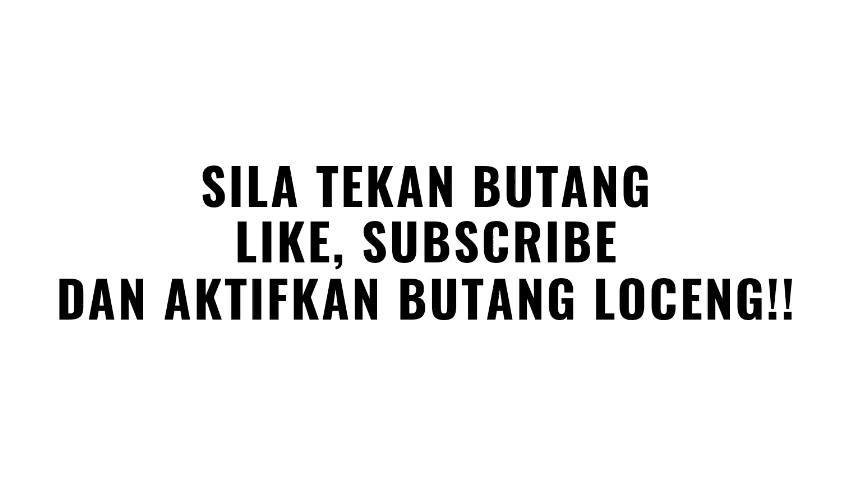 SILA TEKAN BUTANG
LIKE, SUBSCRIBE
DAN AKTIFKAN BUTANG LOCENG!!